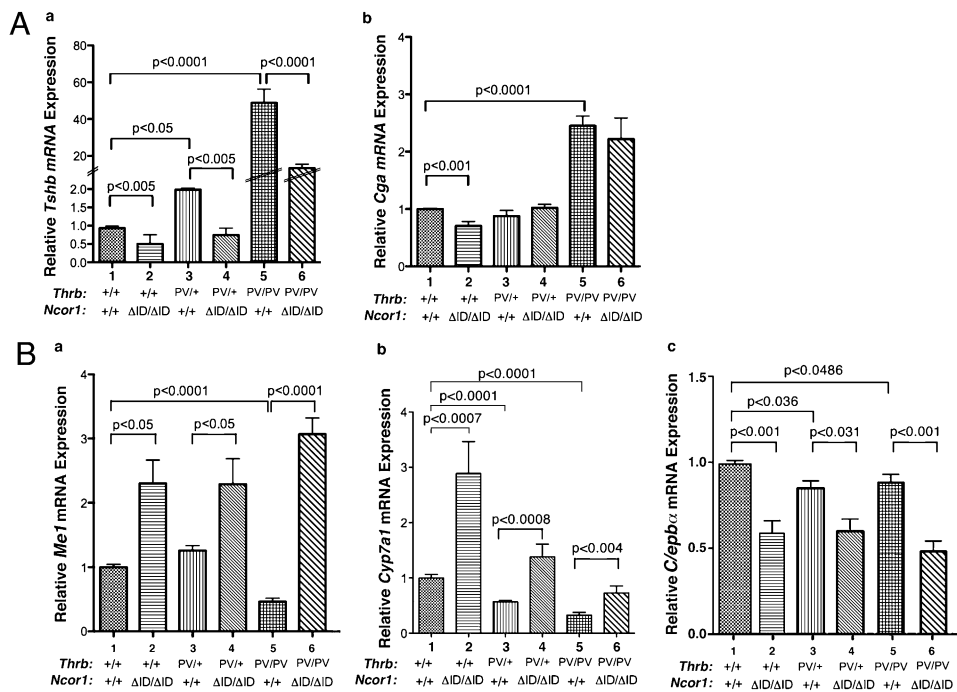 A
a
Relative Tshb mRNA Expression
80
60
40
20
2.0
1.5
1.0
0.5
0.0
p<0.0001
p<0.0001
p<0.05
p<0.005
p<0.005
1 2 3 4 5 6
Thrb: +/+ +/+ PV/+ PV/+ PV/PV PV/PV
Ncor1: +/+ ΔID/ΔID +/+ ΔID/ΔID +/+ ΔID/ΔID
b
Relative Cga mRNA Expression
4
3
2
1
0
p<0.0001
p<0.001
1 2 3 4 5 6
Thrb: +/+ +/+ PV/+ PV/+ PV/PV PV/PV
Ncor1: +/+ ΔID/ΔID +/+ ΔID/ΔID +/+ ΔID/ΔID
B
a
Relative Me1 mRNA Expression
4
3
2
1
0
p<0.0001
p<0.0001
p<0.05
p<0.05
1 2 3 4 5 6
Thrb: +/+ +/+ PV/+ PV/+ PV/PV PV/PV
Ncor1: +/+ ΔID/ΔID +/+ ΔID/ΔID +/+ ΔID/ΔID
b
Relative Cyp7a1 mRNA Expression
4
3
2
1
0
p<0.0001
p<0.0001
p<0.0007
p<0.0008
p<0.004
1 2 3 4 5 6
Thrb: +/+ +/+ PV/+ PV/+ PV/PV PV/PV
Ncor1: +/+ ΔID/ΔID +/+ ΔID/ΔID +/+ ΔID/ΔID
c
Relative C/epbα mRNA Expression
1.5
1.0
0.5
0.0
p<0.0486
p<0.036
p<0.001
p<0.031
p<0.001
1 2 3 4 5 6
Thrb: +/+ +/+ PV/+ PV/+ PV/PV PV/PV
Ncor1: +/+ ΔID/ΔID +/+ ΔID/ΔID +/+ ΔID/ΔID